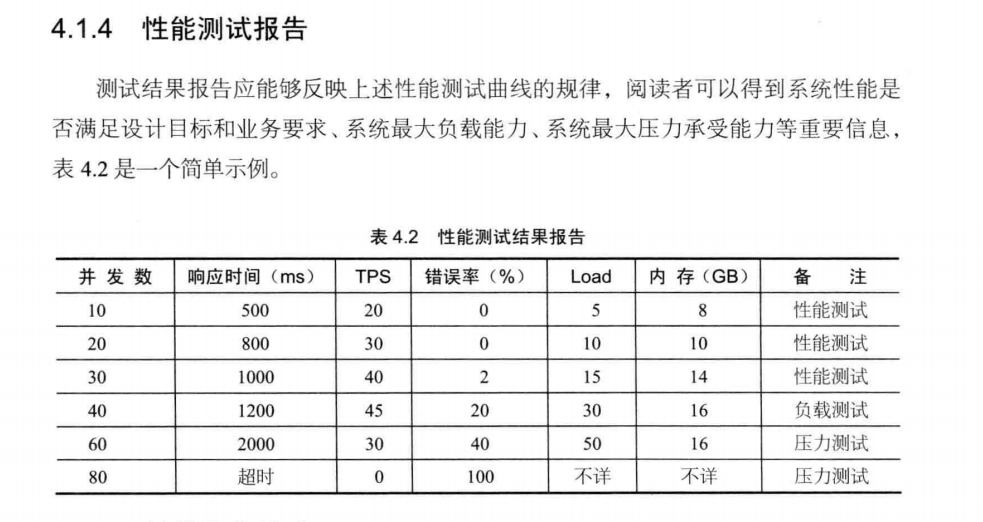 4.1.4 性能测试报告
测试结果报告应能够反映上述性能测试曲线的规律，阅读者可以得到系统性能是
否满足设计目标和业务要求、系统最大负载能力、系统最大压力承受能力等重要信息，
表 4.2 是一个简单示例。
表 4.2 性能测试结果报告
并 发 数 响应时间（ms） TPS 错误率（%） Load 内 存（GB） 备 注
10 500 20 0 5 8 性能测试
20 800 30 0 10 10 性能测试
30 1000 40 2 15 14 性能测试
40 1200 45 20 30 16 负载测试
60 2000 30 40 50 16 压力测试
80 超时 0 100 不详 不详 压力测试